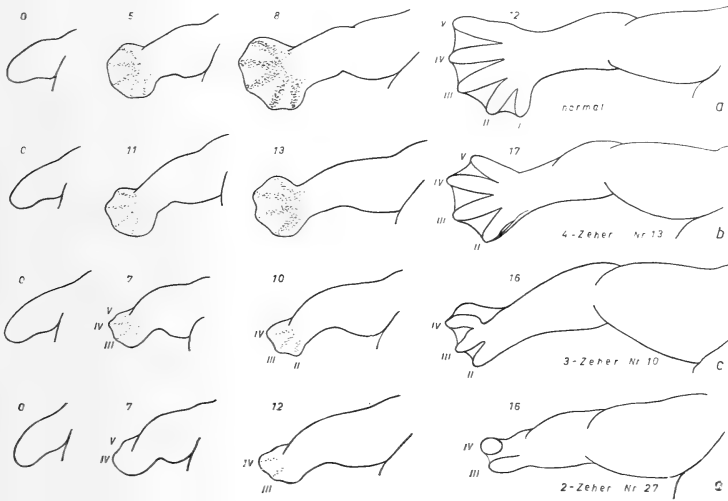 0 5 8 12
V
IV
III
II
I
normal
a
0 11 13 17
V
IV
III
II
4-Zeher Nr 13
b
0 7 10 16
V
IV
III
IV
III II
IV
III
II
3-Zeher Nr 10
c
0 7 12 16
V
IV
IV
III
IV
III
2-Zeher Nr 27